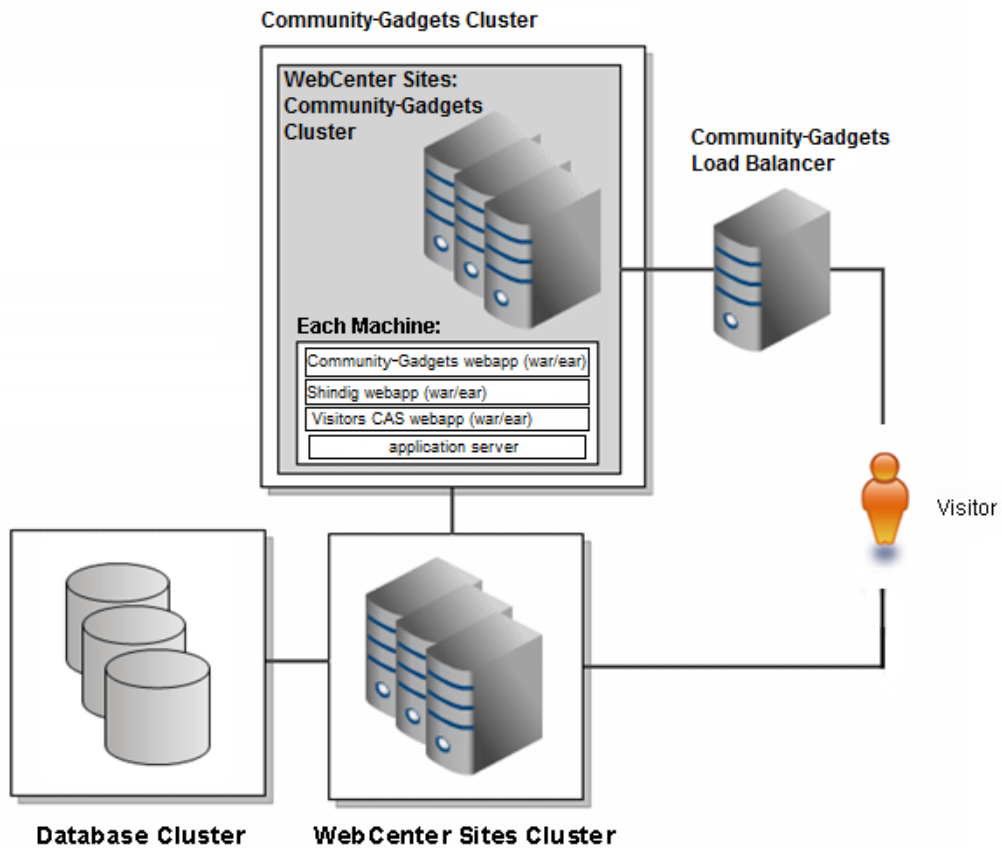 Community-Gadgets Cluster
WebCenter Sites:
Community-Gadgets
Cluster
Community-Gadgets
Load Balancer
Each Machine:
Community-Gadgets webapp (war/ear)
Shindig webapp (war/ear)
Visitors CAS webapp (war/ear)
application server
Visitor
Database Cluster
WebCenter Sites Cluster